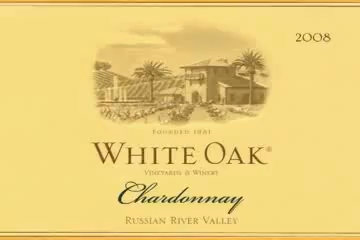 2008
FOUNDED 1981
WHITE OAK®
VINEYARDS & WINERY
Chardonnay
RUSSIAN RIVER VALLEY